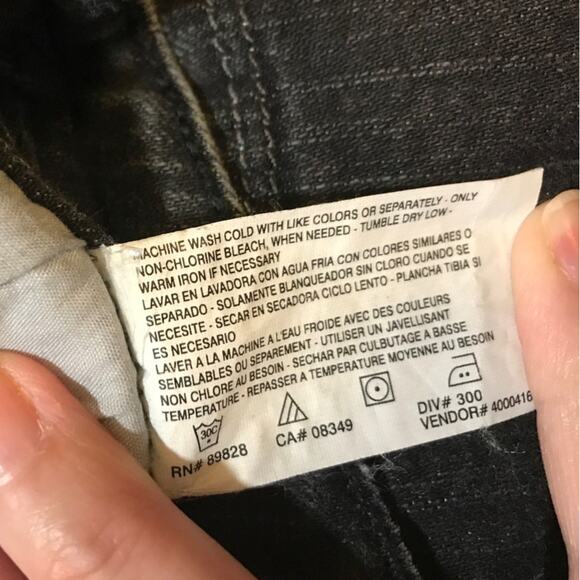 MACHINE WASH COLD WITH LIKE COLORS OR SEPARATELY - ONLY
NON-CHLORINE BLEACH, WHEN NEEDED - TUMBLE DRY LOW -
WARM IRON IF NECESSARY
LAVAR EN LAVADORA CON AGUA FRIA CON COLORES SIMILARES O
SEPARADO - SOLAMENTE BLANQUEADOR SIN CLORO CUANDO SE
NECESITE - SECAR EN SECADORA CICLO LENTO - PLANCHA TIBIA SI
ES NECESARIO
LAVER A LA MACHINE A L'EAU FROIDE AVEC DES COULEURS
SEMBLABLES OU SEPAREMENT - UTILISER UN JAVELLISANT
NON CHLORE AU BESOIN - SECHAR PAR CULBUTAGE A BASSE
TEMPERATURE - REPASSER A TEMPERATURE MOYENNE AU BESOIN
30C
RN# 89828 CA# 08349 DIV# 300
VENDOR# 4000416